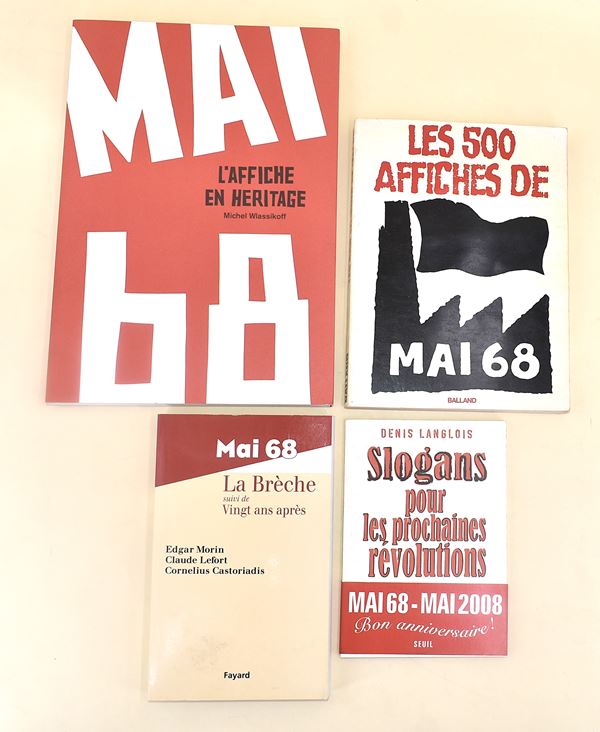 MAI
L'AFFICHE
EN HERITAGE
Michel Wlassikoff
68
LES 500
AFFICHES DE
MAI 68
BALLAND
Mai 68
La Brèche
suivi de
Vingt ans après
Edgar Morin
Claude Lefort
Cornelius Castoriadis
Fayard
DENIS LANGLOIS
Slogans
pour
les prochaines
révolutions
MAI 68 - MAI 2008
Bon anniversaire!
SEUIL